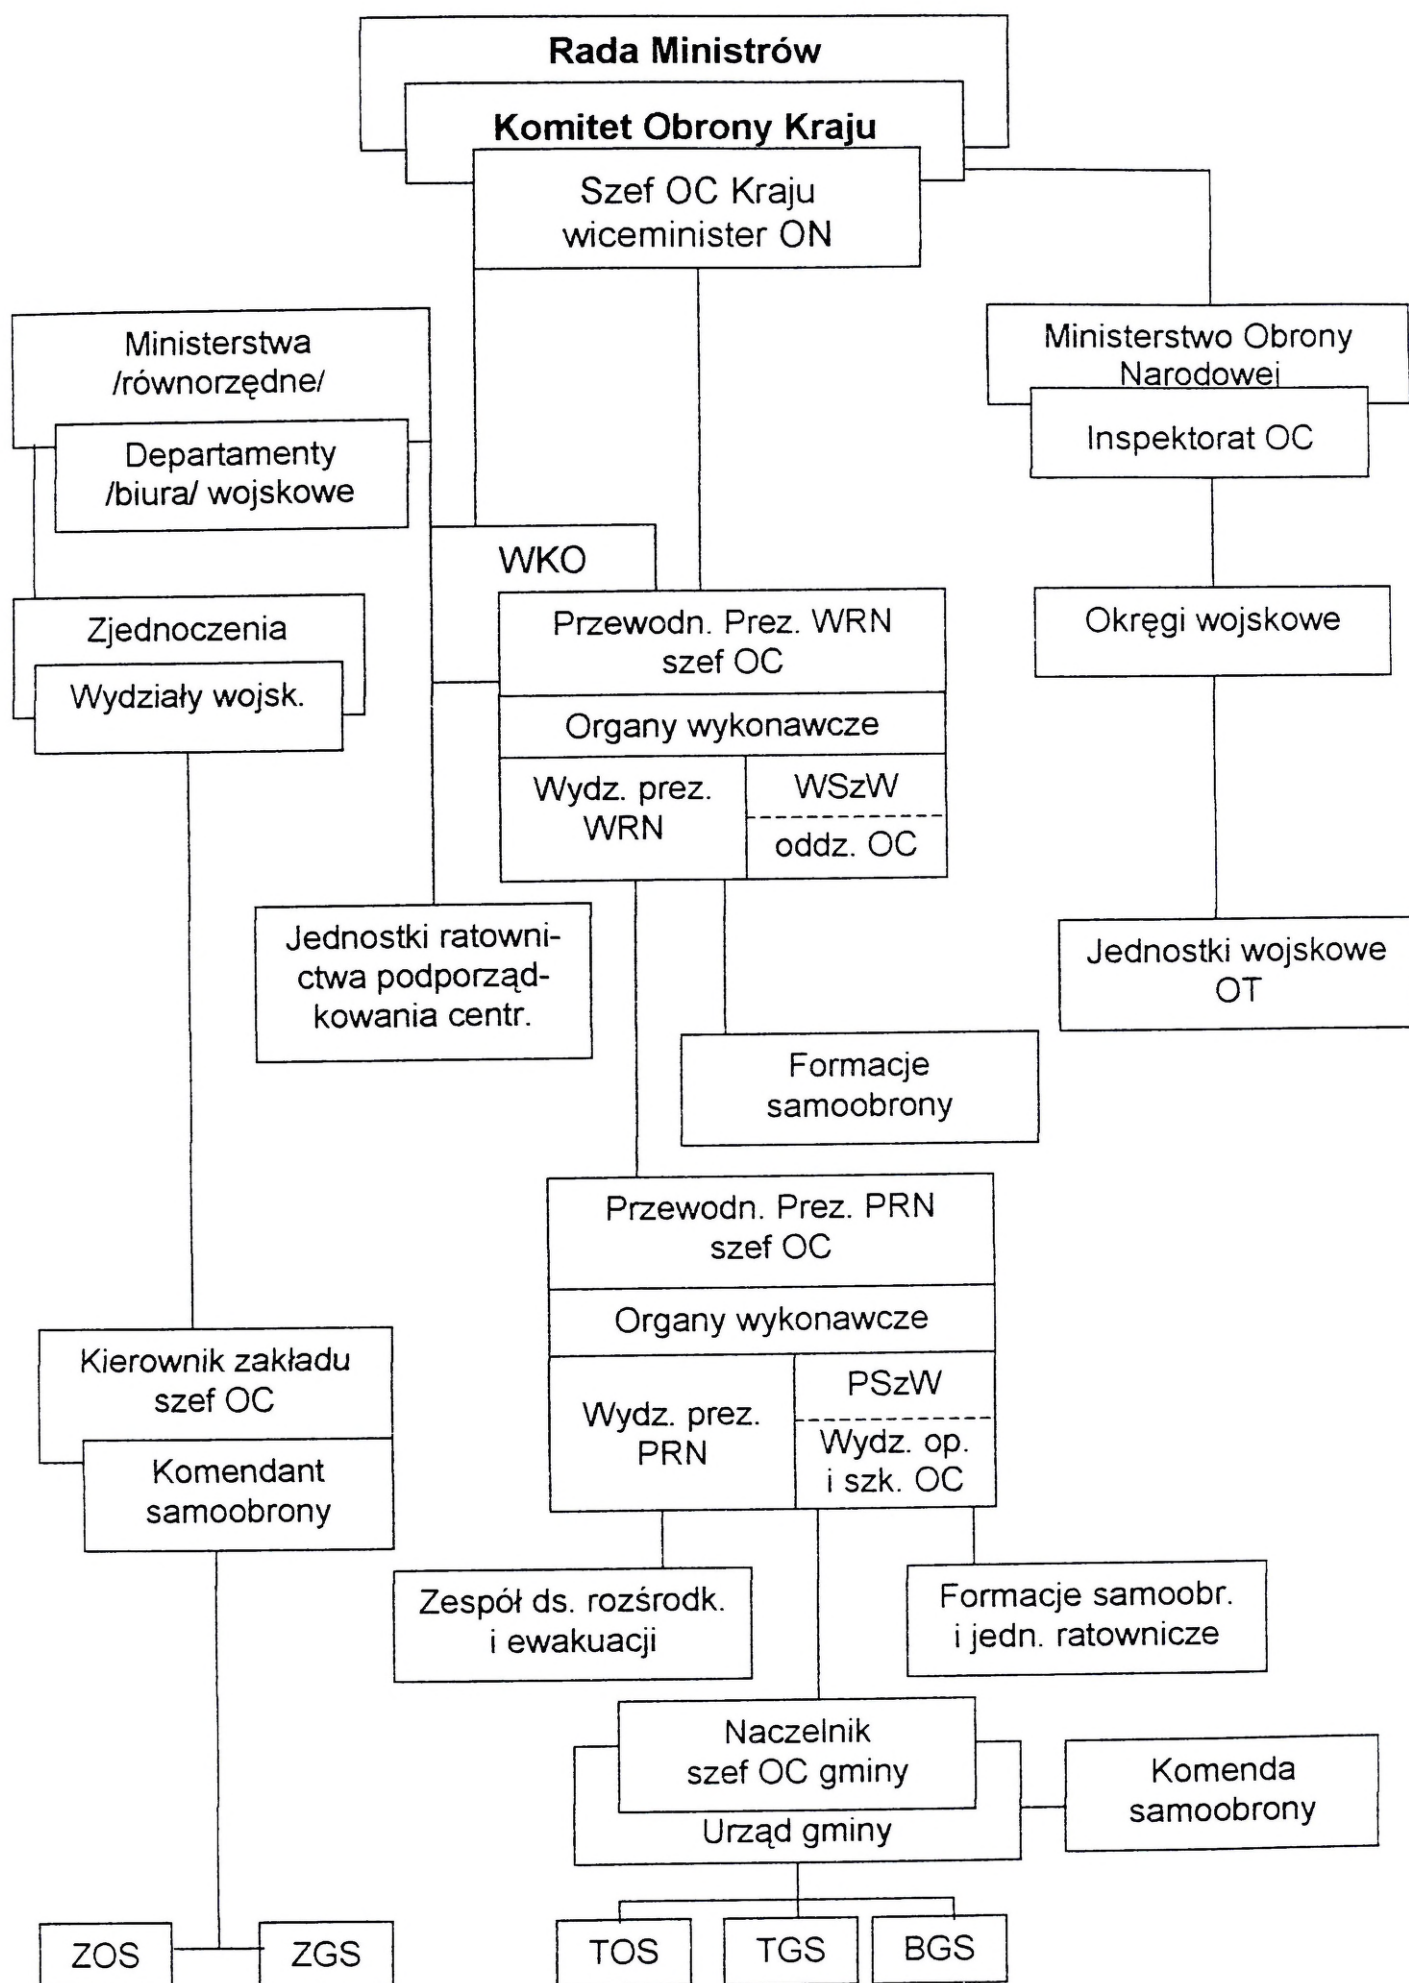 Rada Ministrów
Komitet Obrony Kraju
Szef OC Kraju
wiceminister ON
Ministerstwa
/równorzędne/
Departamenty
/biura/ wojskowe
Ministerstwo Obrony
Narodowej
Inspektorat OC
WKO
Zjednoczenia
Wydziały wojsk.
Przewodn. Prez. WRN
szef OC
Organy wykonawcze
Wydz. prez.
WRN
WSzW
oddz. OC
Okręgi wojskowe
Jednostki ratowni-
ctwa podporząd-
kowania centr.
Jednostki wojskowe
OT
Formacje
samoobrony
Przewodn. Prez. PRN
szef OC
Organy wykonawcze
Wydz. prez.
PRN
PSzW
Wydz. op.
i szk. OC
Kierownik zakładu
szef OC
Komendant
samoobrony
Zespół ds. rozśrodk.
i ewakuacji
Formacje samoobr.
i jedn. ratownicze
Naczelnik
szef OC gminy
Urząd gminy
Komenda
samoobrony
ZOS
ZGS
TOS
TGS
BGS